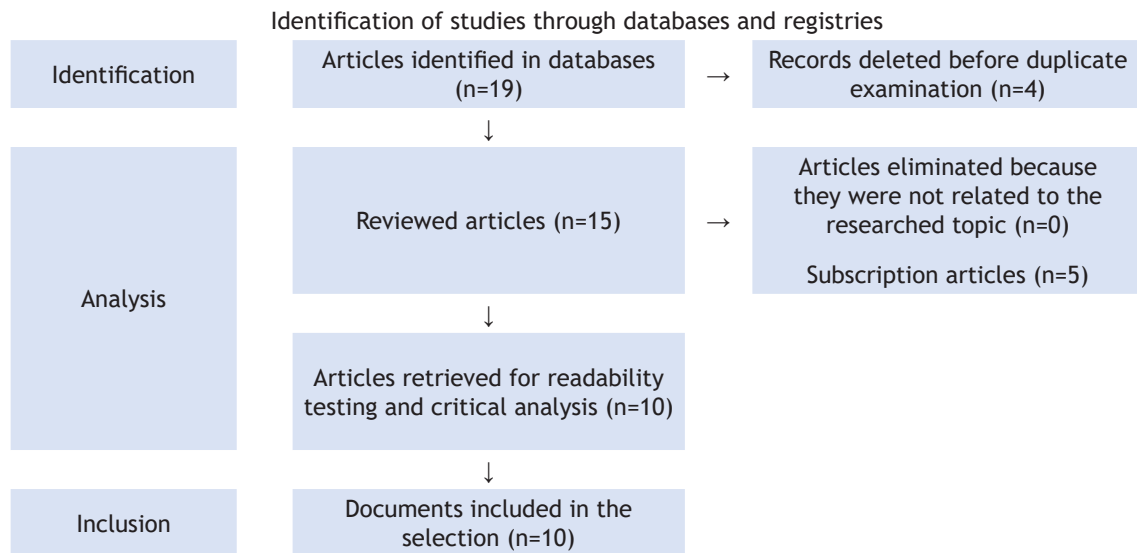 Identification of studies through databases and registries
Identification
Articles identified in databases
(n=19)
→
Records deleted before duplicate
examination (n=4)
↓
Analysis
Reviewed articles (n=15)
→
Articles eliminated because
they were not related to the
researched topic (n=0)
Subscription articles (n=5)
↓
Articles retrieved for readability
testing and critical analysis (n=10)
↓
Inclusion
Documents included in the
selection (n=10)